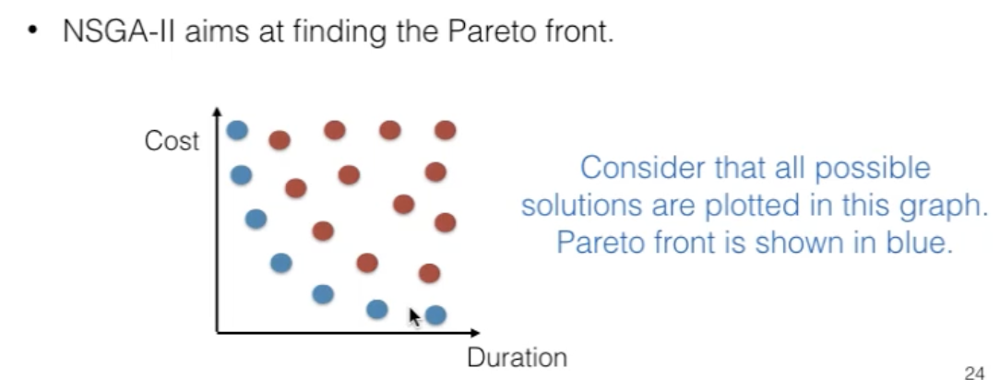 • NSGA-II aims at finding the Pareto front.
Cost
Consider that all possible
solutions are plotted in this graph.
Pareto front is shown in blue.
Duration
24